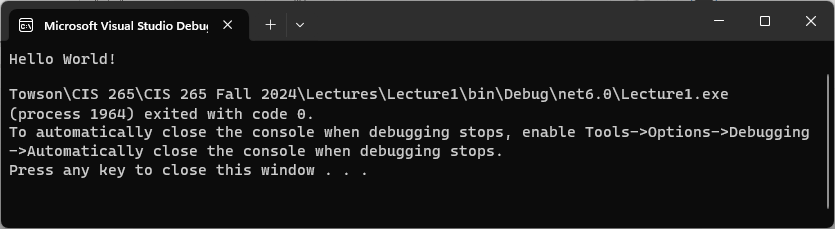 Microsoft Visual Studio Debug
Hello World!
Towson\CIS 265\CIS 265 Fall 2024\Lectures\Lecture1\bin\Debug\net6.0\Lecture1.exe
(process 1964) exited with code 0.
To automatically close the console when debugging stops, enable Tools->Options->Debugging
->Automatically close the console when debugging stops.
Press any key to close this window . . .